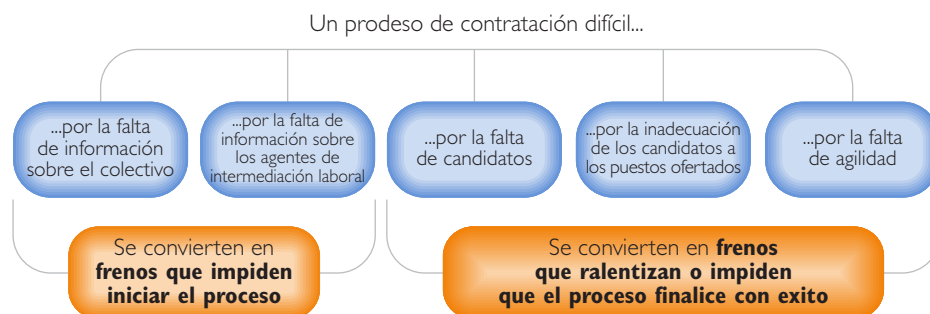 Un prodeso de contratación difícil...
...por la falta
de información
sobre el colectivo
...por la falta de
información sobre
los agentes de
intermediación laboral
...por la falta
de candidatos
...por la inadecuación
de los candidatos a
los puestos ofertados
...por la falta
de agilidad
Se convierten en
frenos que impiden
iniciar el proceso
Se convierten en frenos
que ralentizan o impiden
que el proceso finalice con exito